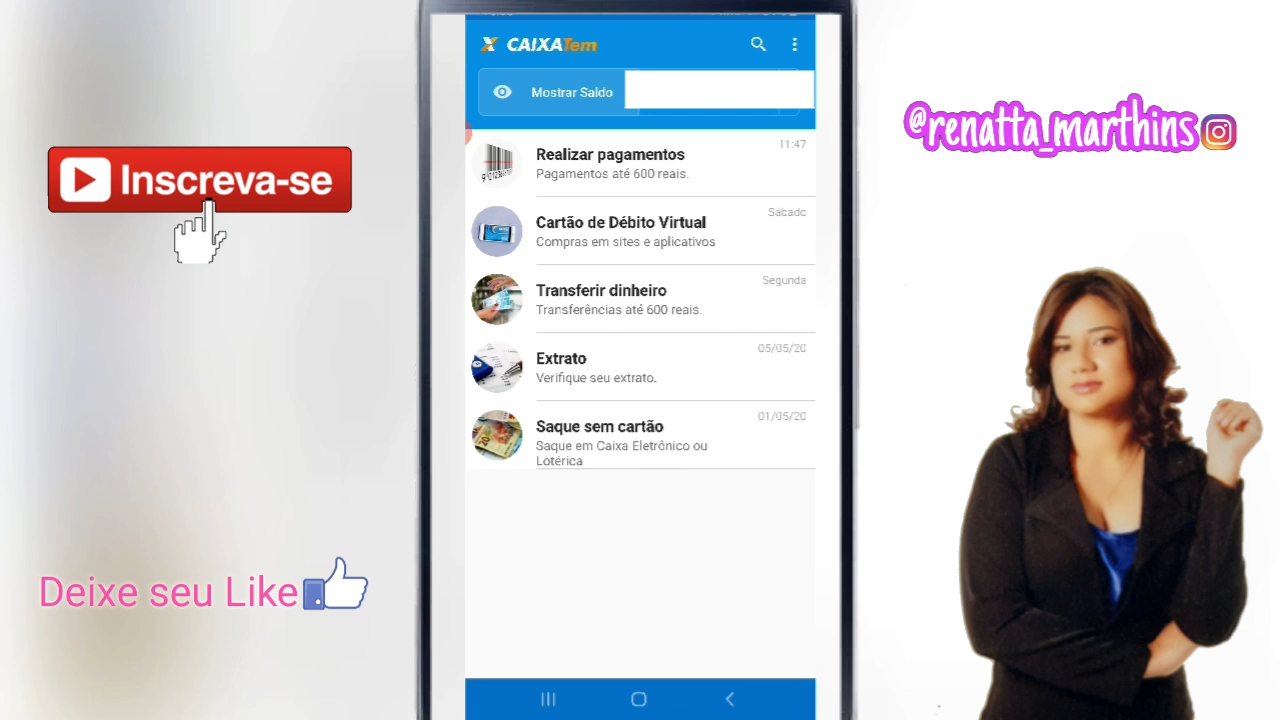 CAIXATem
Mostrar Saldo
Realizar pagamentos
11:47
Pagamentos até 600 reais.
Cartão de Débito Virtual
Sábado
Compras em sites e aplicativos
Transferir dinheiro
Segunda
Transferências até 600 reais.
Extrato
05/05/20
Verifique seu extrato.
Saque sem cartão
01/05/20
Saque em Caixa Eletrônico ou
Lotérica
Inscreva-se
Deixe seu Like
@renatta_marthins